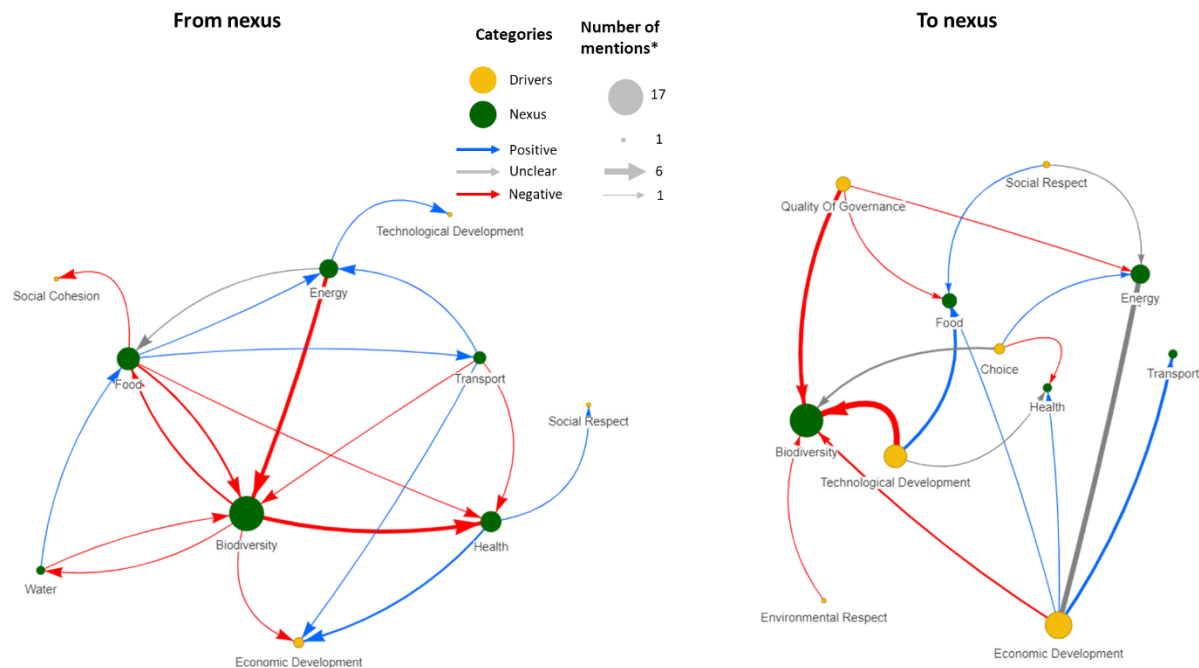 From nexus
Categories
Drivers
Nexus
Positive
Unclear
Negative
Number of
mentions*
17
1
6
1
To nexus
Technological Development
Social Cohesion
Energy
Food
Transport
Social Respect
Biodiversity
Health
Water
Economic Development
Social Respect
Quality Of Governance
Energy
Food
Choice
Transport
Health
Biodiversity
Technological Development
Environmental Respect
Economic Development